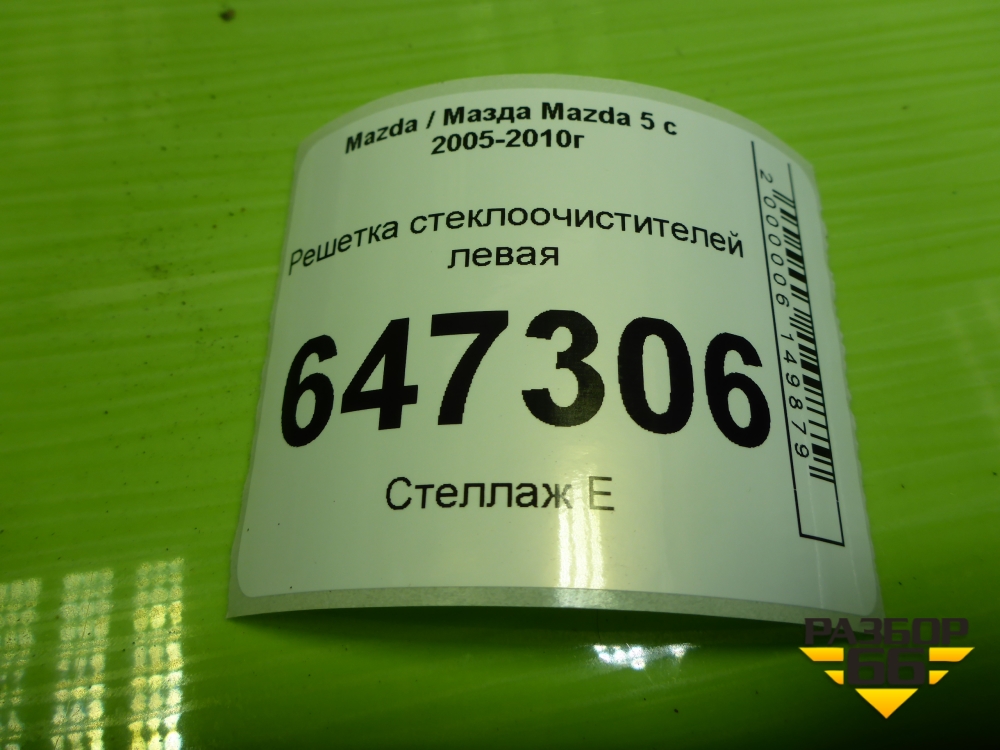 Mazda / Мазда Mazda 5 с
2005-2010г
Решетка стеклоочистителей
левая
647306
Стеллаж Е
2000006149879
РАЗБОР
66